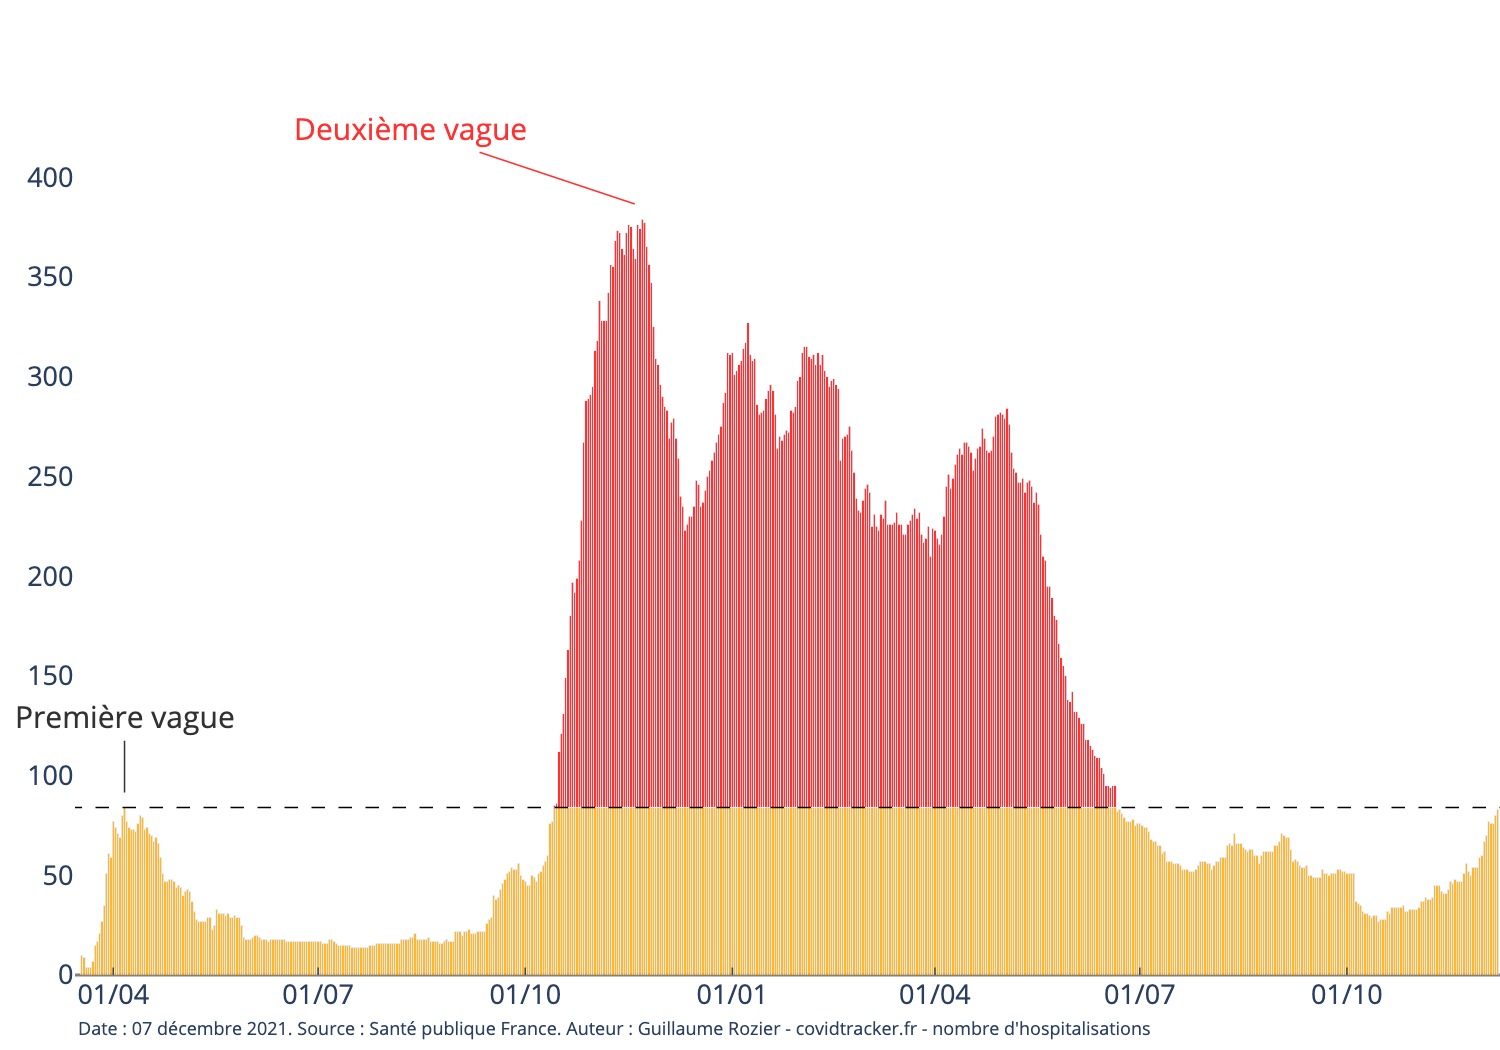 Deuxième vague
400
350
300
250
200
150
Première vague
100
50
0
01/04 01/07 01/10 01/01 01/04 01/07 01/10
Date : 07 décembre 2021. Source : Santé publique France. Auteur : Guillaume Rozier - covidtracker.fr - nombre d'hospitalisations